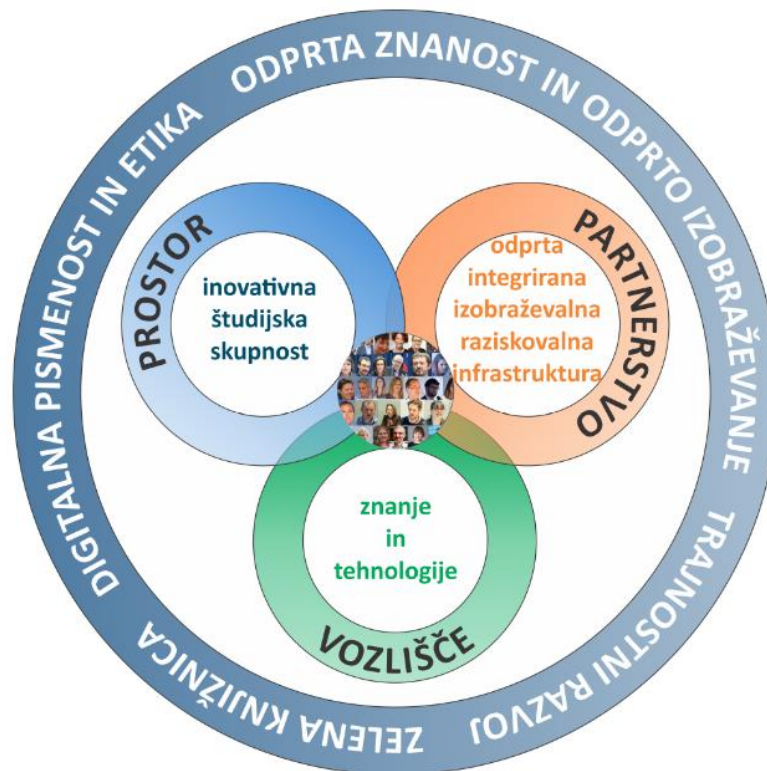 DIGITALNA PISMENOST IN ETIKA
ODPRTA ZNANOST IN ODPRTO IZOBRAŽEVANJE
TRAJNOSTNI RAZVOJ
ZELENA KNJIŽNICA
PROSTOR
inovativna
študijska
skupnost
PARTNERSTVO
odprta
integrirana
izobraževalna
raziskovalna
infrastruktura
znanje
in
tehnologije
VOZLIŠČE